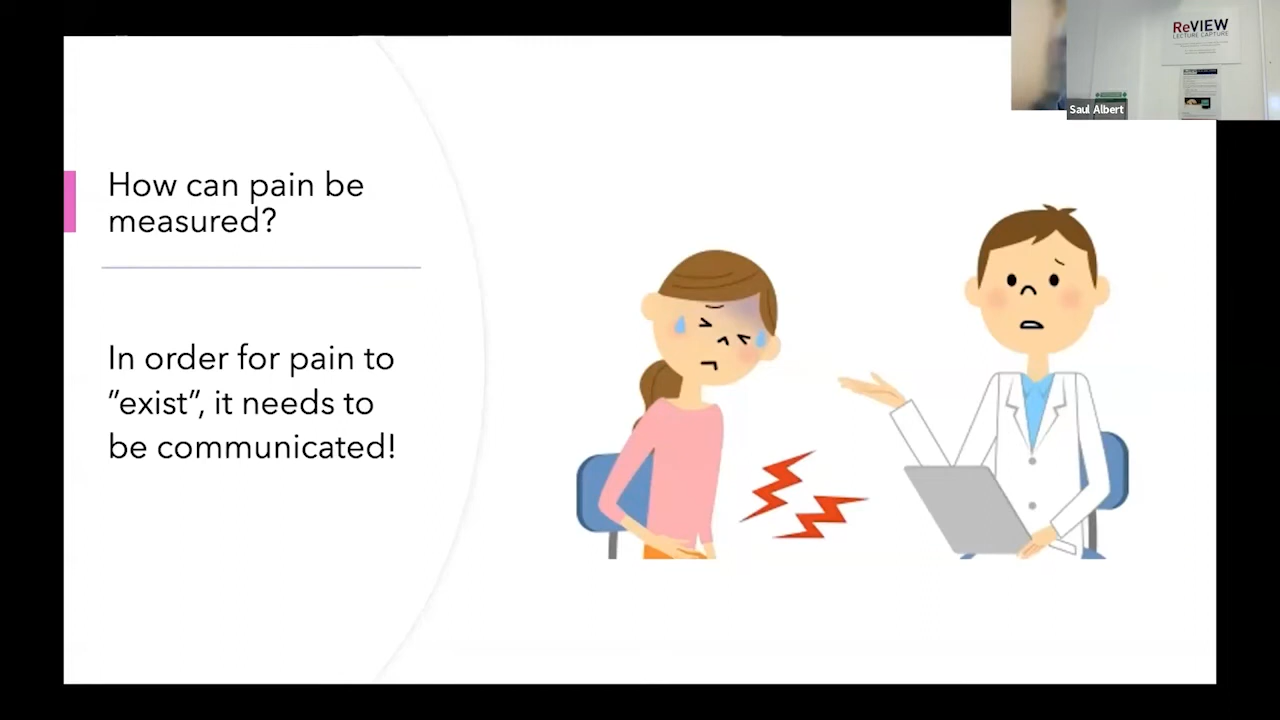 ReVIEW
LECTURE CAPTURE
Saul Albert
How can pain be
measured?
In order for pain to
"exist", it needs to
be communicated!